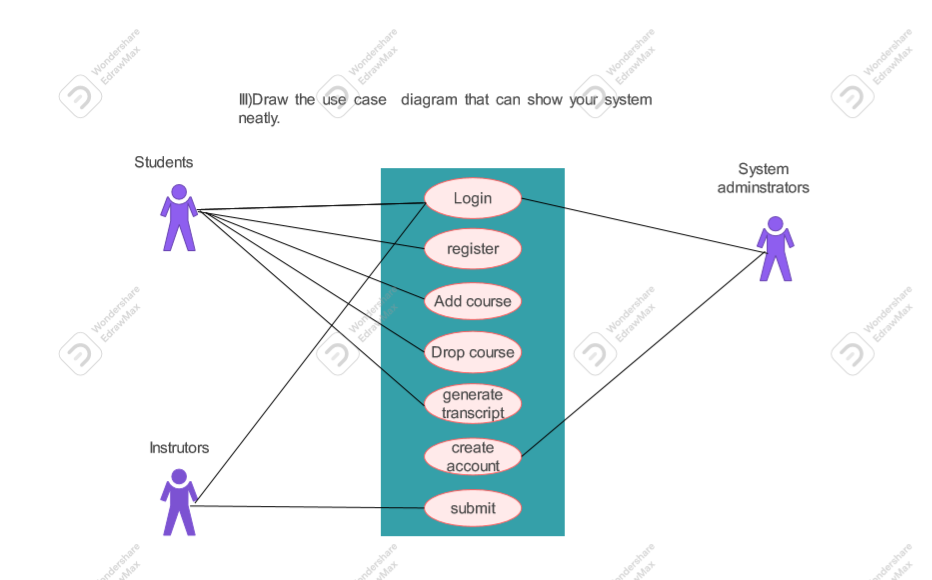 Wondershare
EdrawMax
Wondershare
EdrawMax
Wondershare
EdrawMax
Wondershare
EdrawMax
III)Draw the use case diagram that can show your system
neatly.
Students
System
adminstrators
Login
register
Add course
Wondershare
EdrawMax
Wondershare
EdrawMax
Wondershare
EdrawMax
Wondershare
EdrawMax
Drop course
generate
transcript
Instrutors
create
account
submit
Wondershare
EdrawMax
Wondershare
EdrawMax
Wondershare
EdrawMax
Wondershare
EdrawMax